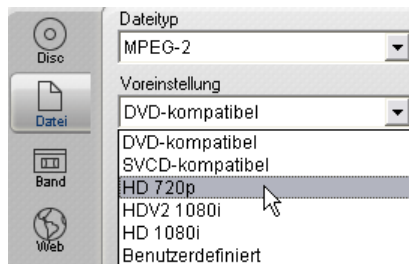 Disc
Datei
Band
Web
Dateityp
MPEG-2
Voreinstellung
DVD-kompatibel
DVD-kompatibel
SVCD-kompatibel
HD 720p
HDV2 1080i
HD 1080i
Benutzerdefiniert